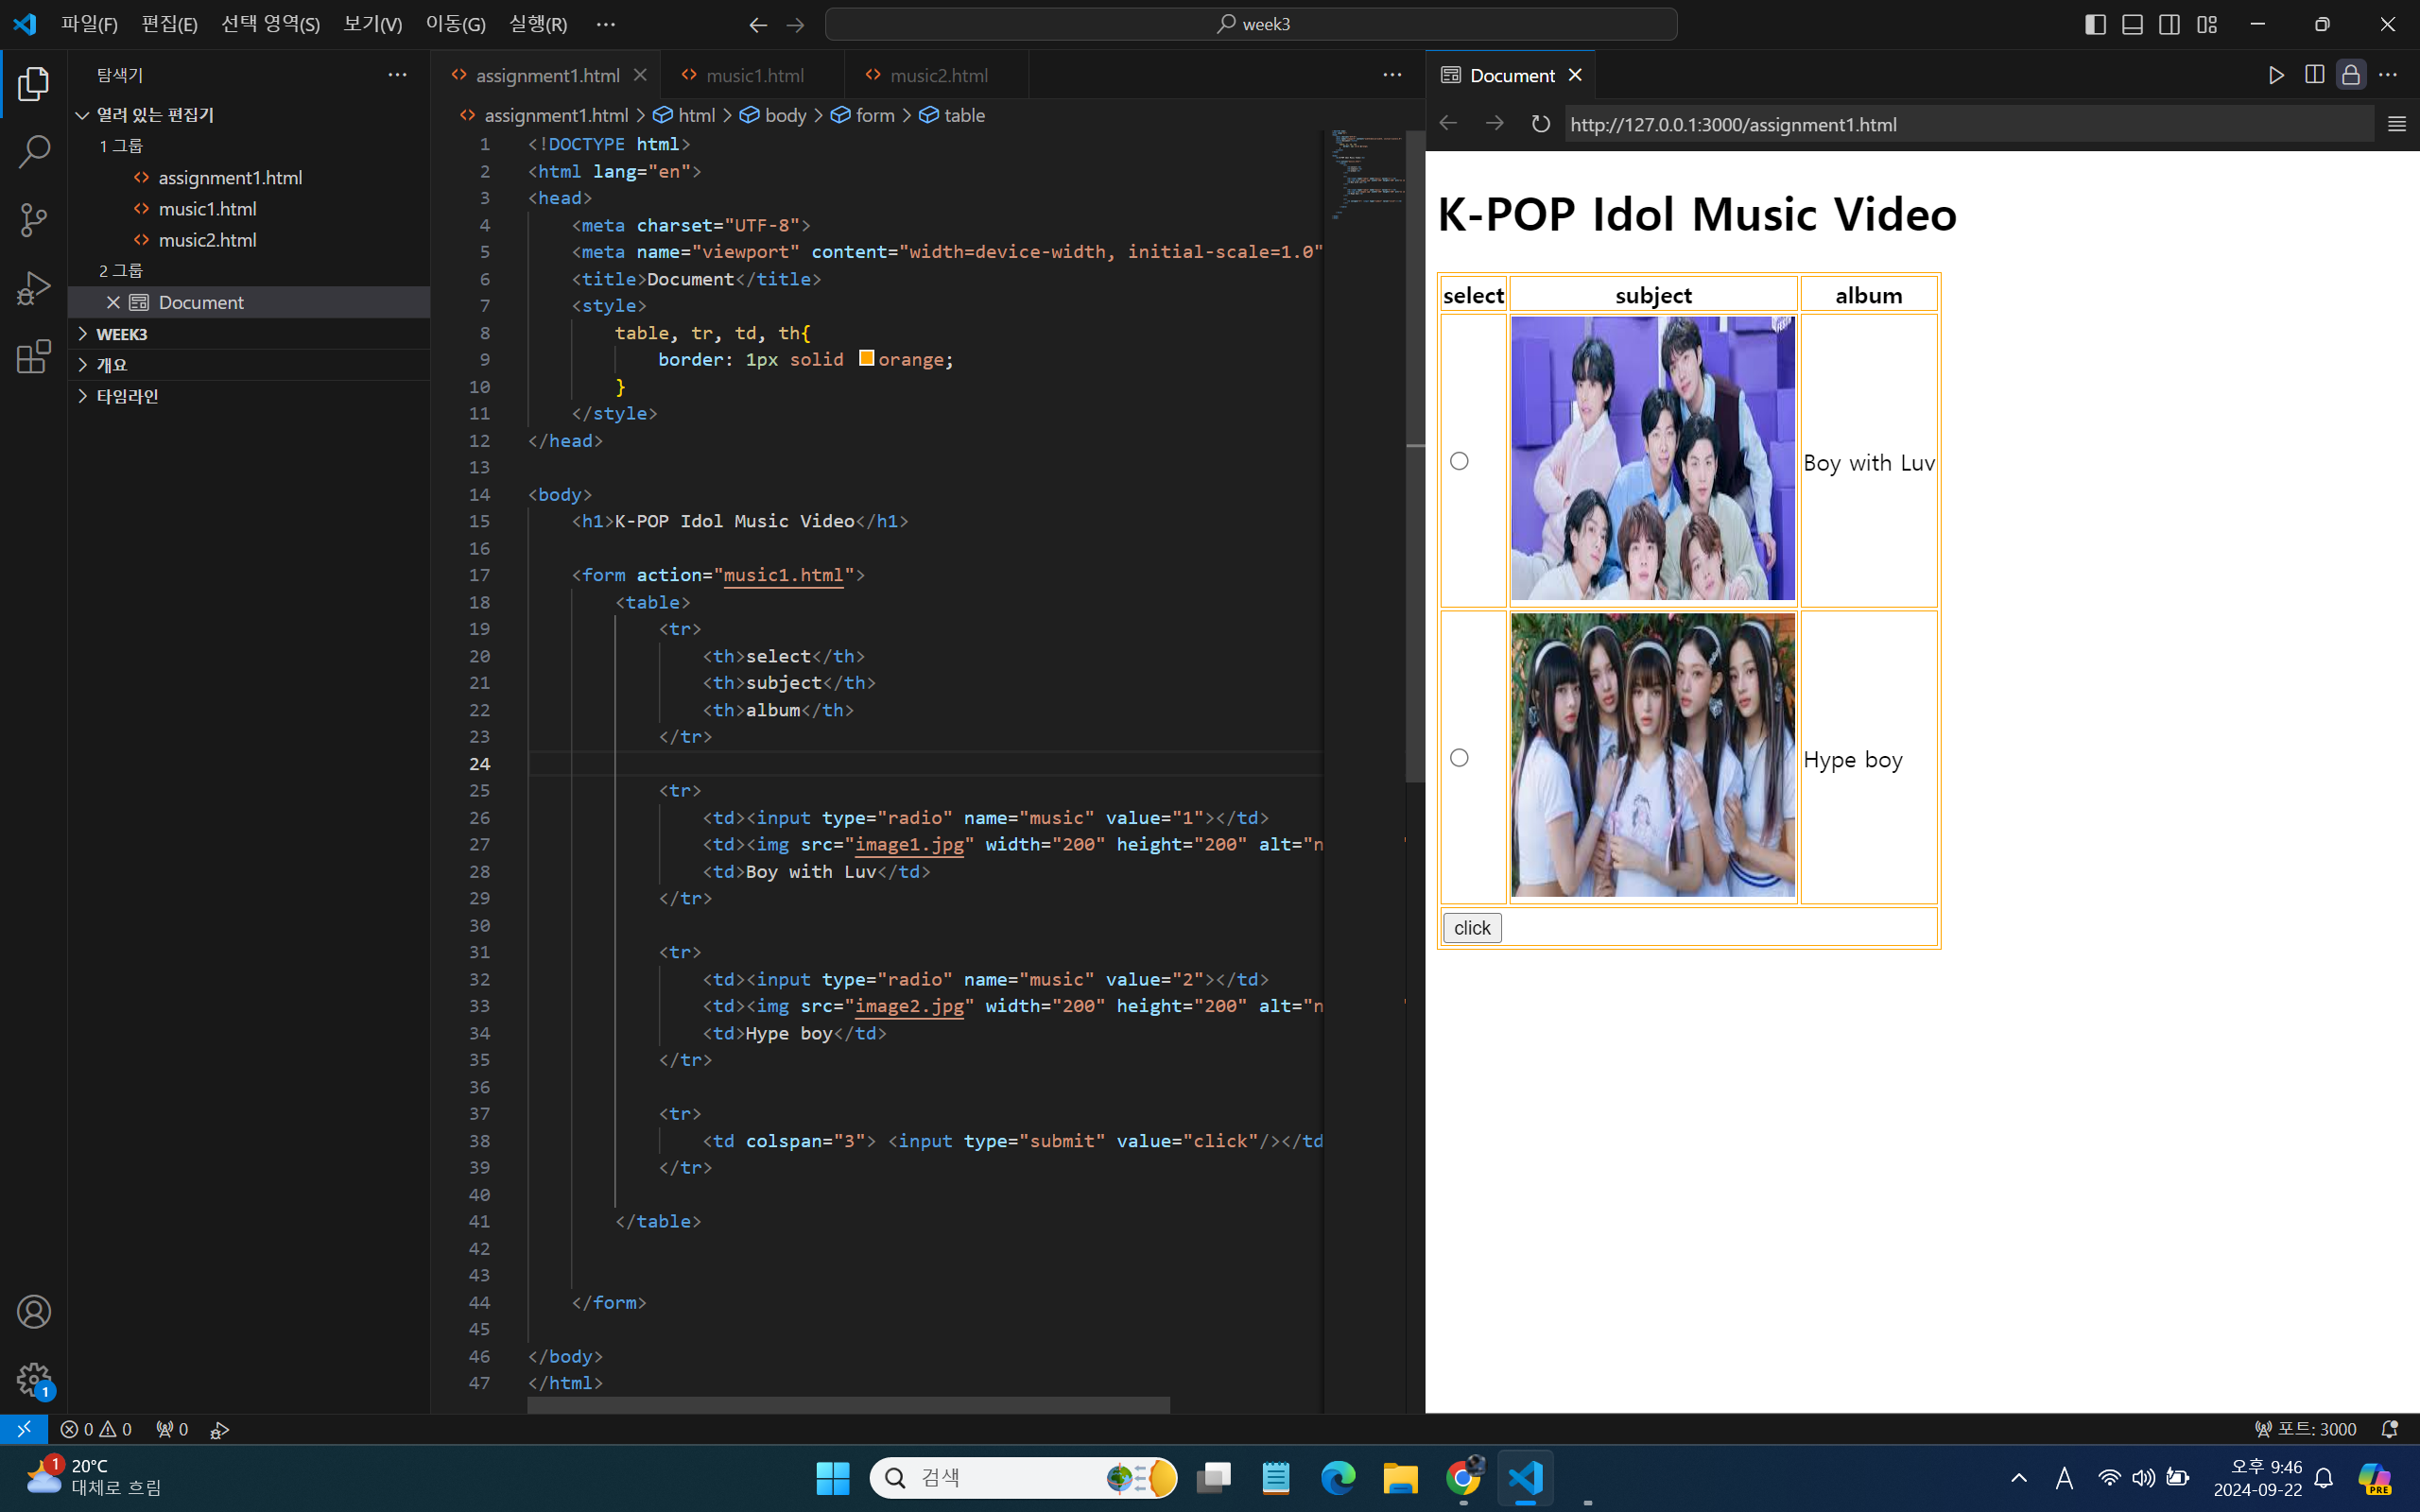 파일(F) 편집(E) 선택 영역(S) 보기(V) 이동(G) 실행(R) ··· week3
탐색기
열려 있는 편집기
1 그룹
assignment1.html
music1.html
music2.html
2 그룹
Document
WEEK3
개요
타임라인
assignment1.html music1.html music2.html
assignment1.html > html > body > form > table
1 <!DOCTYPE html>
2 <html lang="en">
3 <head>
4 <meta charset="UTF-8">
5 <meta name="viewport" content="width=device-width, initial-scale=1.0"
6 <title>Document</title>
7 <style>
8 table, tr, td, th{
9 border: 1px solid orange;
10 }
11 </style>
12 </head>
13
14 <body>
15 <h1>K-POP Idol Music Video</h1>
16
17 <form action="music1.html">
18 <table>
19 <tr>
20 <th>select</th>
21 <th>subject</th>
22 <th>album</th>
23 </tr>
24
25 <tr>
26 <td><input type="radio" name="music" value="1"></td>
27 <td><img src="image1.jpg" width="200" height="200" alt="n
28 <td>Boy with Luv</td>
29 </tr>
30
31 <tr>
32 <td><input type="radio" name="music" value="2"></td>
33 <td><img src="image2.jpg" width="200" height="200" alt="n
34 <td>Hype boy</td>
35 </tr>
36
37 <tr>
38 <td colspan="3"> <input type="submit" value="click"/></td
39 </tr>
40
41 </table>
42
43
44 </form>
45
46 </body>
47 </html>
Document
http://127.0.0.1:3000/assignment1.html
K-POP Idol Music Video
select subject album
Boy with Luv
Hype boy
click
1
0 0 0
포트: 3000
1 20°C
대체로 흐림
검색
A
오후 9:46
2024-09-22
PRE